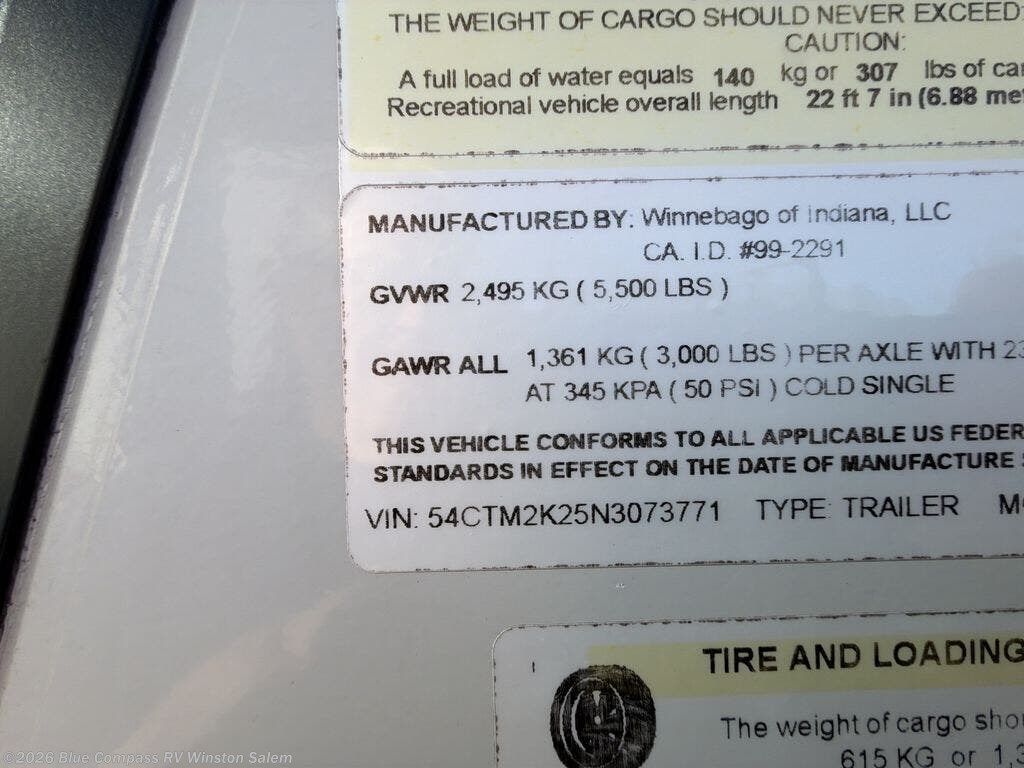 THE WEIGHT OF CARGO SHOULD NEVER EXCEED
CAUTION:
A full load of water equals 140 kg or 307 lbs of
Recreational vehicle overall length 22 ft 7 in (6.88
MANUFACTURED BY: Winnebago of Indiana, LLC
CA. I.D. #99-2291
GVWR 2,495 KG ( 5,500 LBS )
GAWR ALL 1,361 KG ( 3,000 LBS ) PER AXLE WITH
AT 345 KPA ( 50 PSI ) COLD SINGLE
THIS VEHICLE CONFORMS TO ALL APPLICABLE US
STANDARDS IN EFFECT ON THE DATE OF MANUFACTURE
VIN: 54CTM2K25N3073771 TYPE: TRAILER
TIRE AND LOADING
The weight of cargo
615 KG or
©2026 Blue Compass RV Winston Salem